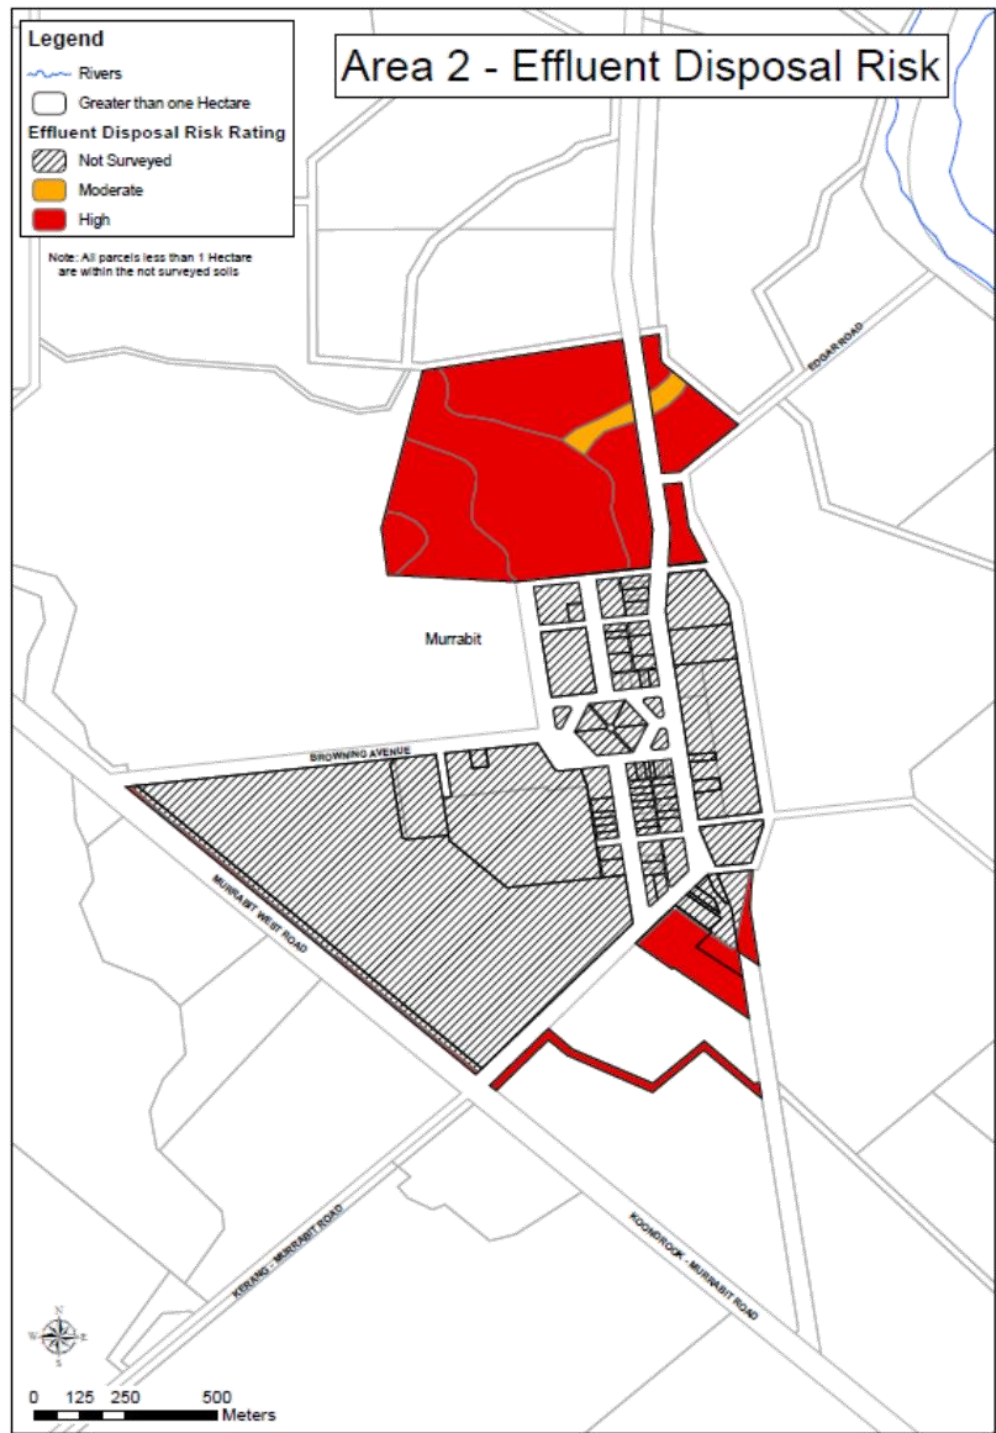 Legend
Rivers
Greater than one Hectare
Effluent Disposal Risk Rating
Not Surveyed
Moderate
High
Note: All parcels less than 1 Hectare
are within the not surveyed soils
Area 2 - Effluent Disposal Risk
EDGAR ROAD
Murrabit
BROWNING AVENUE
MURRABIT WEST ROAD
KERANG - MURRABIT ROAD
KOONDROOK - MURRABIT ROAD
N
W E
S
0 125 250 500
Meters